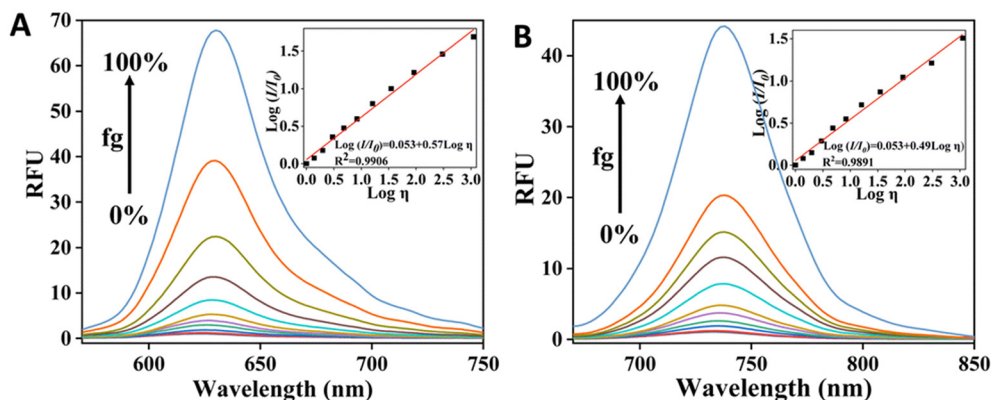 A
70
60
50
40
30
20
10
0
RFU
100%
fg
0%
600
650
700
750
Wavelength (nm)
1.5
1.0
0.5
0.0
Log (I/I0)
Log (I/I0)=0.053+0.57Log η
R2=0.9906
0.0 0.5 1.0 1.5 2.0 2.5 3.0
Log η
B
40
30
20
10
0
RFU
100%
fg
0%
700
750
800
850
Wavelength (nm)
1.5
1.0
0.5
0.0
Log (I/I0)
Log (I/I0)=0.053+0.49Log η)
R2=0.9891
0.0 0.5 1.0 1.5 2.0 2.5 3.0
Log η